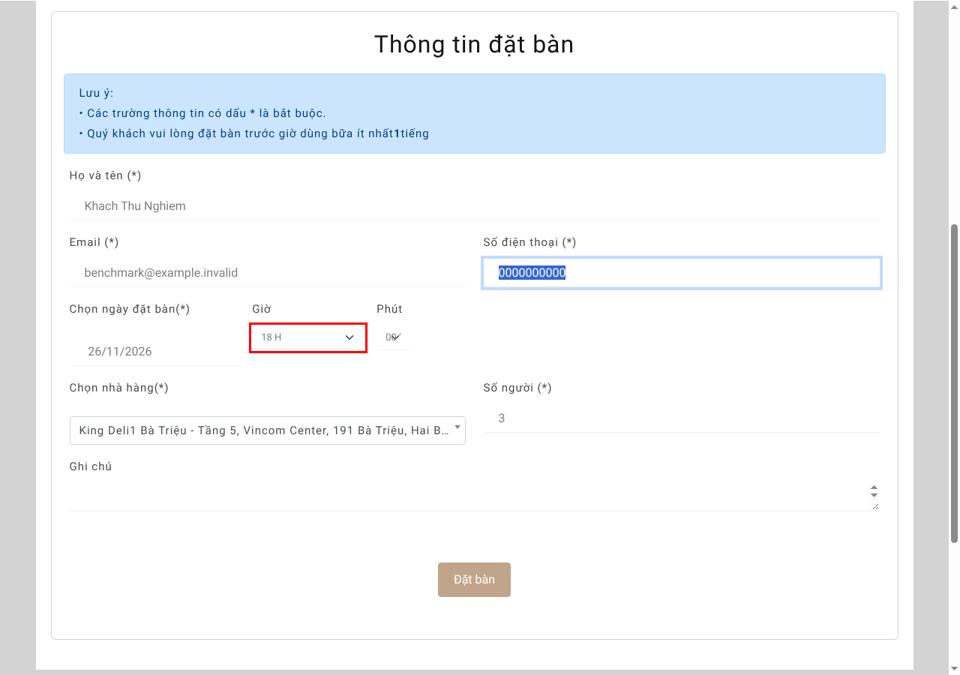 Thông tin đặt bàn
Lưu ý:
• Các trường thông tin có dấu * là bắt buộc.
• Quý khách vui lòng đặt bàn trước giờ dùng bữa ít nhất1tiếng
Họ và tên (*)
Khach Thu Nghiem
Email (*)
Số điện thoại (*)
benchmark@example.invalid
0000000000
Chọn ngày đặt bàn(*)
Giờ
Phút
18 H
00
26/11/2026
Chọn nhà hàng(*)
Số người (*)
3
King Deli1 Bà Triệu - Tầng 5, Vincom Center, 191 Bà Triệu, Hai B...
Ghi chú
Đặt bàn